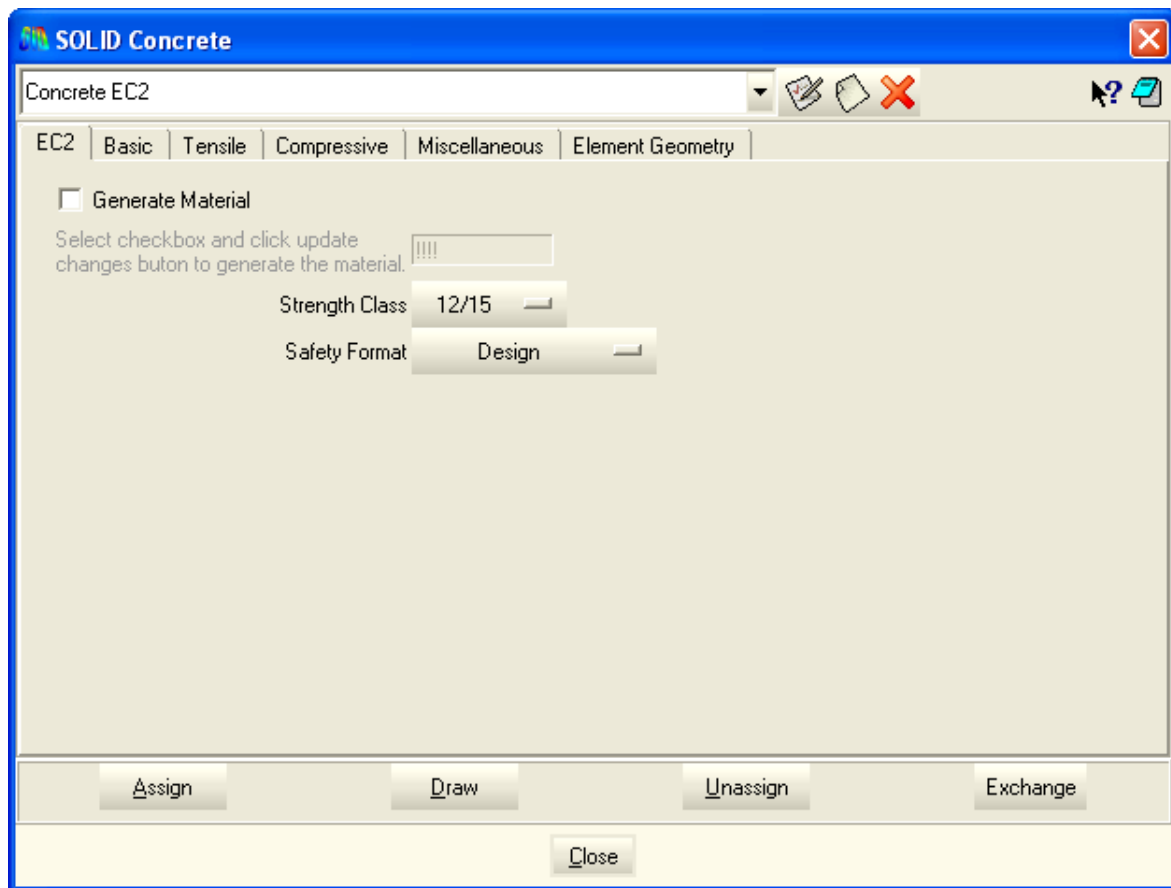 SOLID Concrete
Concrete EC2
EC2 Basic Tensile Compressive Miscellaneous Element Geometry
Generate Material
Select checkbox and click update
changes buton to generate the material.
!!!!
Strength Class 12/15
Safety Format Design
Assign Draw Unassign Exchange
Close